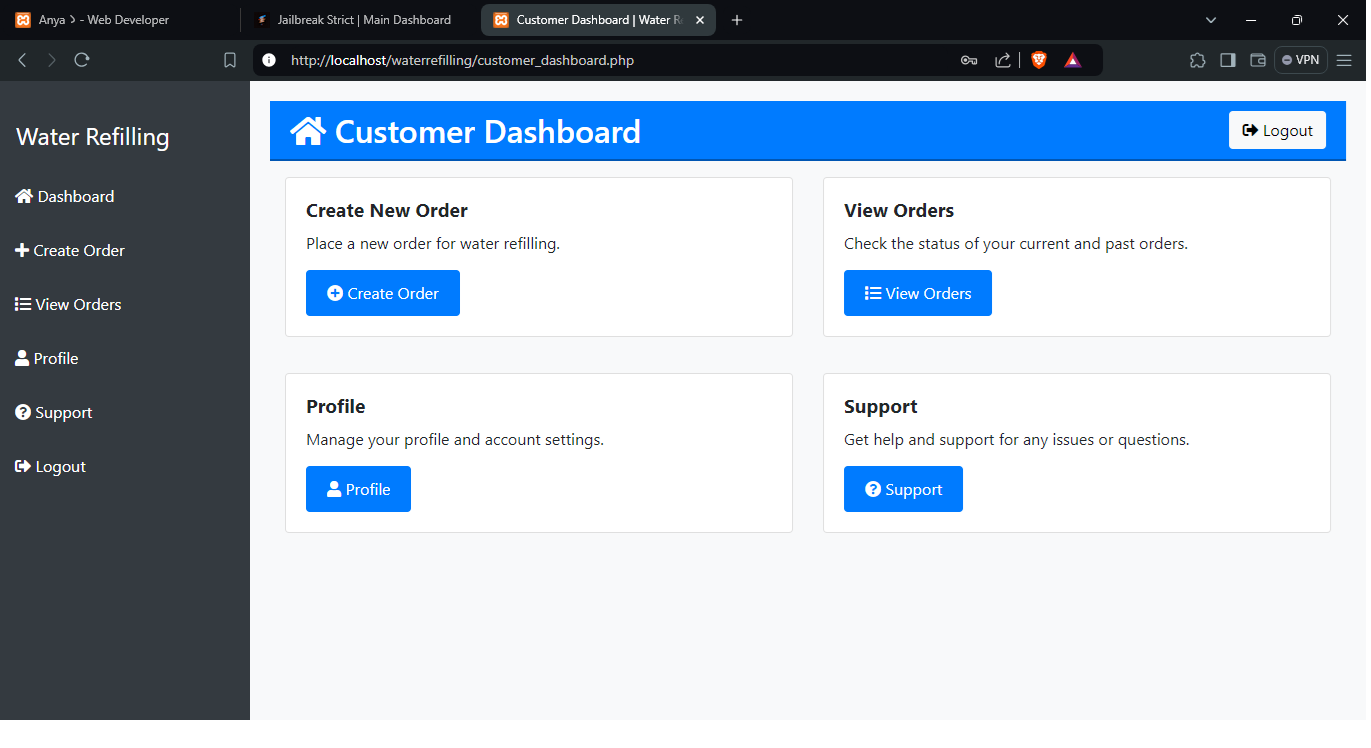 Anya > - Web Developer
Jailbreak Strict | Main Dashboard
Customer Dashboard | Water R
http://localhost/waterrefilling/customer_dashboard.php
VPN
Water Refilling
Dashboard
Create Order
View Orders
Profile
Support
Logout
Customer Dashboard
Logout
Create New Order
Place a new order for water refilling.
Create Order
View Orders
Check the status of your current and past orders.
View Orders
Profile
Manage your profile and account settings.
Profile
Support
Get help and support for any issues or questions.
Support